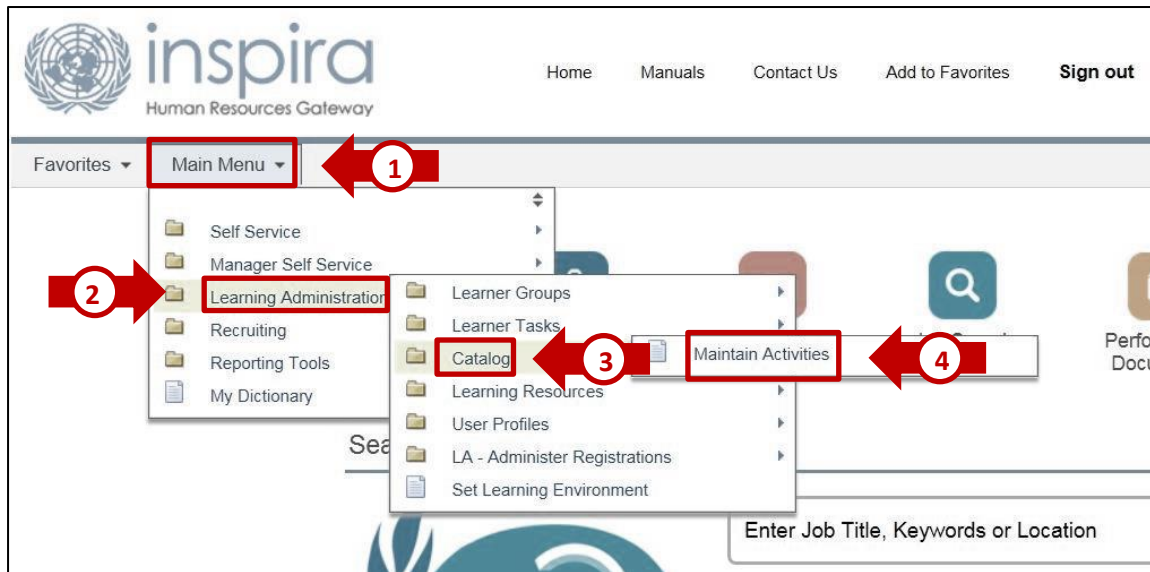 inspira
Human Resources Gateway
Home Manuals Contact Us Add to Favorites Sign out
Favorites Main Menu 1
Self Service
Manager Self Service
2 Learning Administration Learner Groups
Recruiting Learner Tasks
Reporting Tools Catalog 3 Maintain Activities 4
My Dictionary Learning Resources
User Profiles
LA - Administer Registrations
Set Learning Environment
Enter Job Title, Keywords or Location